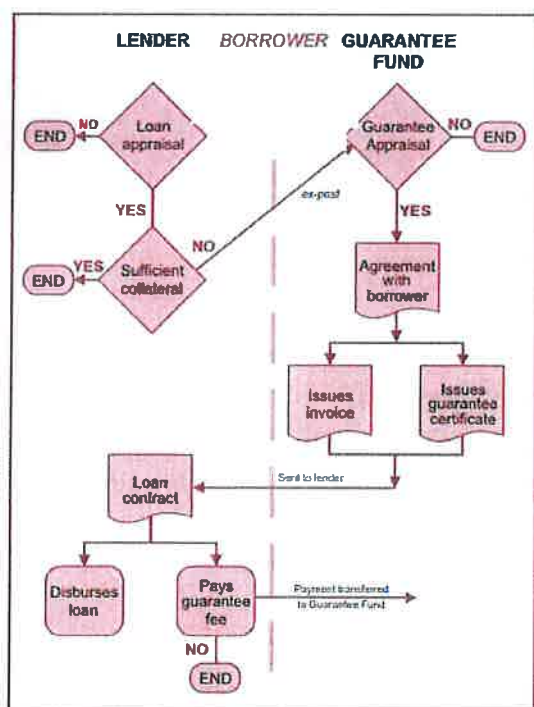 LENDER BORROWER GUARANTEE
FUND
END
NO
Loan
appraisal
Guarantee
Appraisal
NO
END
YES
ex-post
YES
END
YES
Sufficient
collateral
NO
Agreement
with
borrower
Issues
invoice
Issues
guarantee
certificate
Loan
contract
Sent to lender
Disburses
loan
Pays
guarantee
fee
Payment transferred
to Guarantee Fund
NO
END